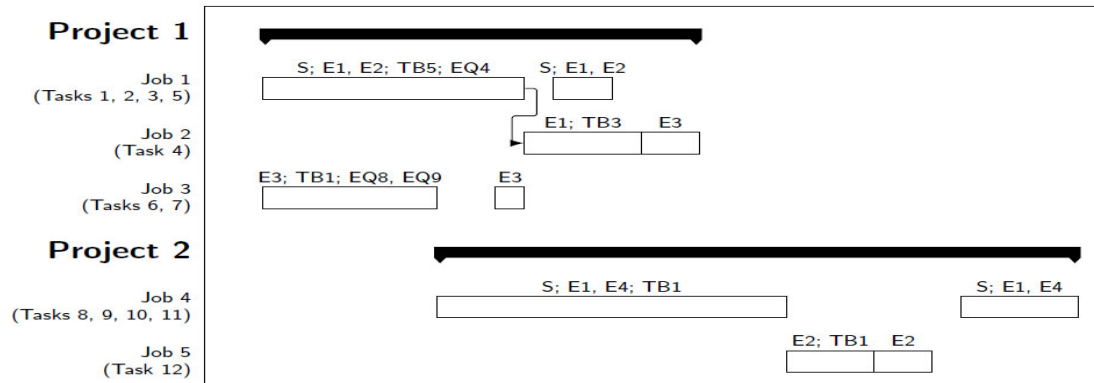 Project 1
Job 1
(Tasks 1, 2, 3, 5)
S; E1, E2; TB5; EQ4
S; E1, E2
Job 2
(Task 4)
E1; TB3
E3
Job 3
(Tasks 6, 7)
E3; TB1; EQ8, EQ9
E3
Project 2
Job 4
(Tasks 8, 9, 10, 11)
S; E1, E4; TB1
S; E1, E4
Job 5
(Task 12)
E2; TB1
E2